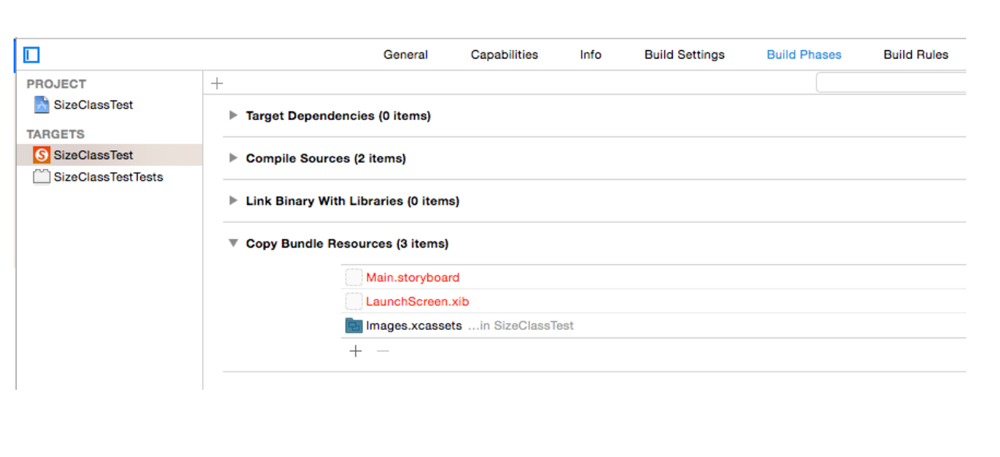 General Capabilities Info Build Settings Build Phases Build Rules
PROJECT
SizeClassTest
TARGETS
SizeClassTest
SizeClassTestTests
Target Dependencies (0 items)
Compile Sources (2 items)
Link Binary With Libraries (0 items)
Copy Bundle Resources (3 items)
Main.storyboard
LaunchScreen.xib
Images.xcassets ...in SizeClassTest